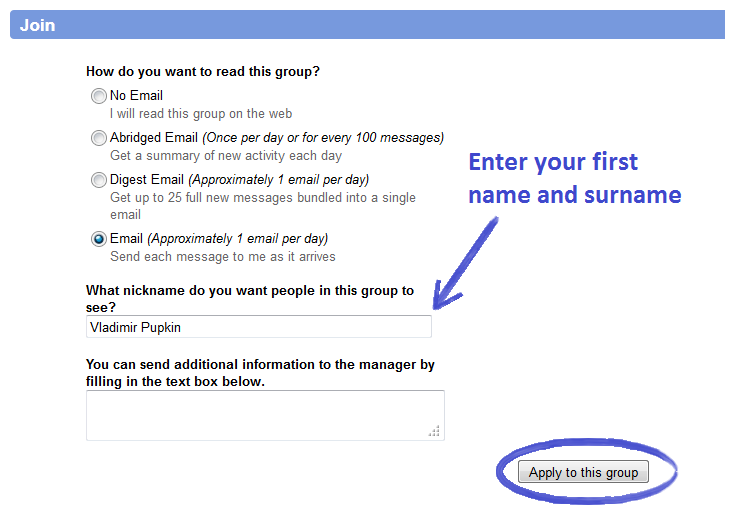 Join
How do you want to read this group?
No Email
I will read this group on the web
Abridged Email (Once per day or for every 100 messages)
Get a summary of new activity each day
Digest Email (Approximately 1 email per day)
Get up to 25 full new messages bundled into a single
email
Email (Approximately 1 email per day)
Send each message to me as it arrives
Enter your first
name and surname
What nickname do you want people in this group to
see?
Vladimir Pupkin
You can send additional information to the manager by
filling in the text box below.
Apply to this group